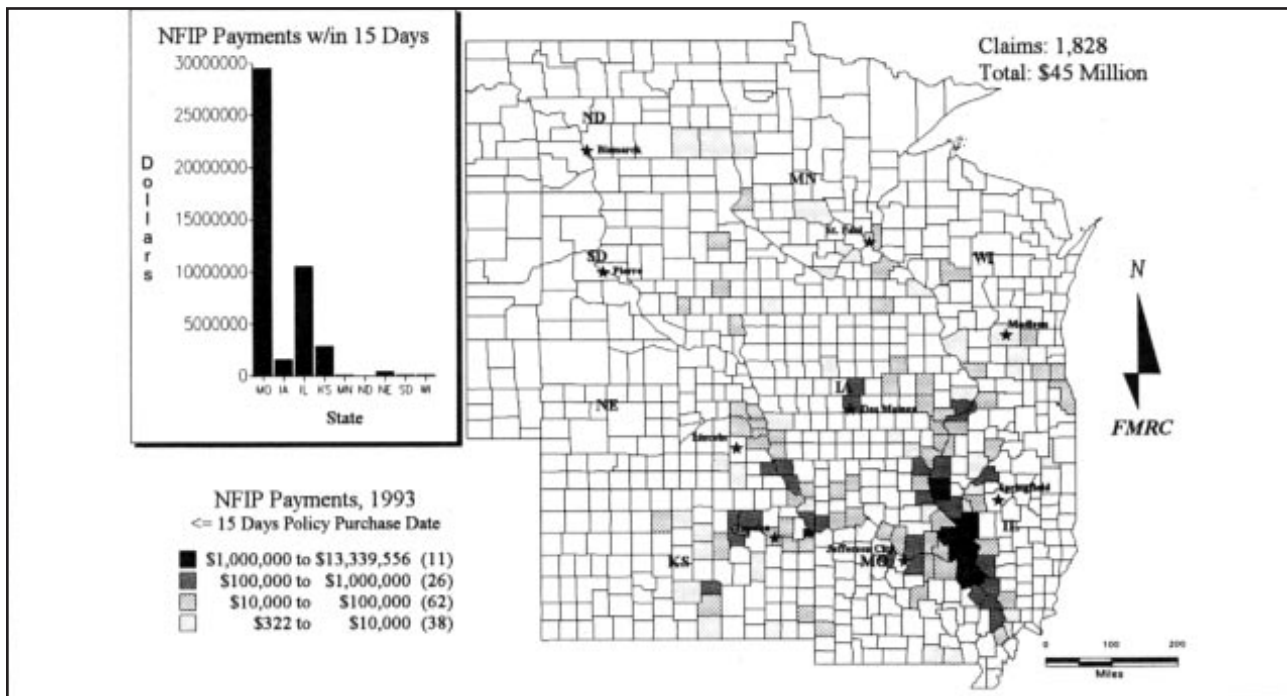 NFIP Payments w/in 15 Days
30000000
25000000
20000000
15000000
10000000
5000000
0
Dollars
MO IA IL KS MN ND NE SD WI
State
Claims: 1,828
Total: $45 Million
ND
Bismarck
MN
St. Paul
SD
Pierre
WI
Madison
IA
Des Moines
NE
Lincoln
Springfield
IL
Topeka
Jefferson City
MO
KS
N
FMRC
NFIP Payments, 1993
<= 15 Days Policy Purchase Date
$1,000,000 to $13,339,556 (11)
$100,000 to $1,000,000 (26)
$10,000 to $100,000 (62)
$322 to $10,000 (38)
0 100 200
Miles